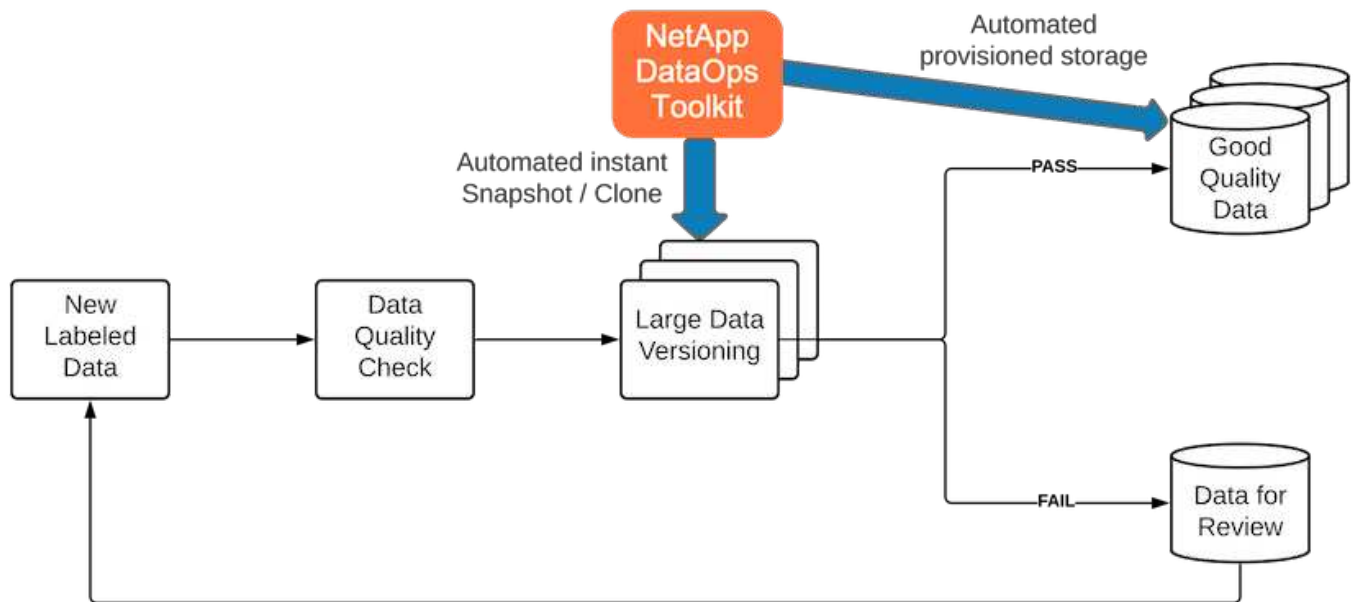 NetApp
DataOps
Toolkit
Automated
provisioned storage
Automated instant
Snapshot / Clone
PASS
Good
Quality
Data
New
Labeled
Data
Data
Quality
Check
Large Data
Versioning
FAIL
Data for
Review